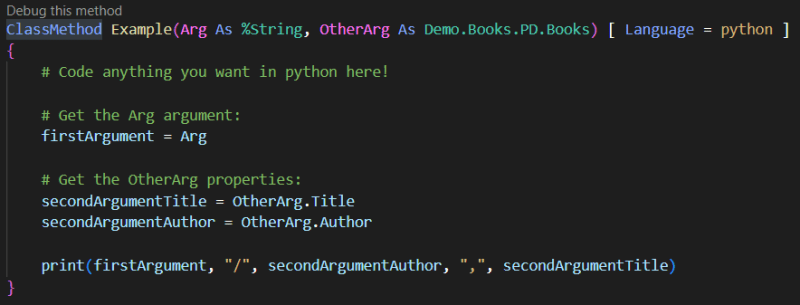 Debug this method
ClassMethod Example(Arg As %String, OtherArg As Demo.Books.PD.Books) [ Language = python ]
{
    # Code anything you want in python here!

    # Get the Arg argument:
    firstArgument = Arg

    # Get the OtherArg properties:
    secondArgumentTitle = OtherArg.Title
    secondArgumentAuthor = OtherArg.Author

    print(firstArgument, "/", secondArgumentAuthor, ",", secondArgumentTitle)
}